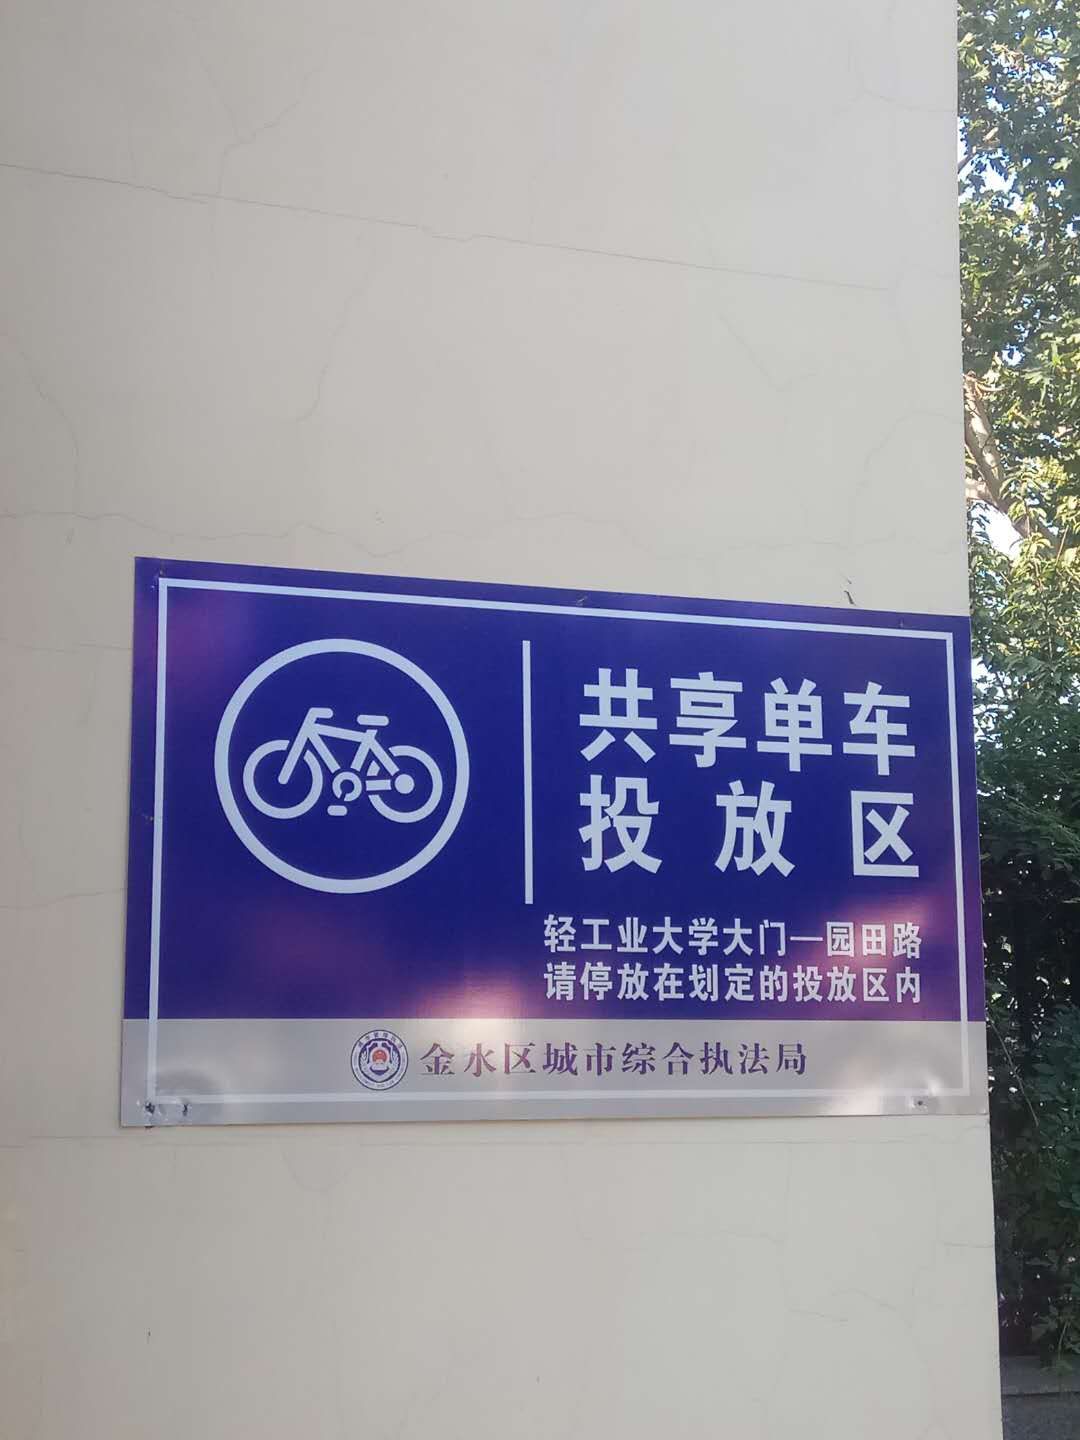 共享单车
投放区
轻工业大学大门—园田路
请停放在划定的投放区内
金水区城市综合执法局